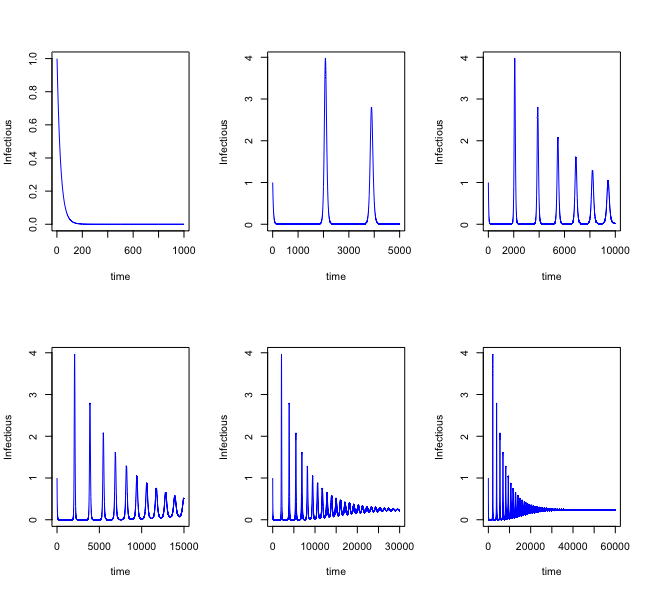 Infectious
0.0 0.2 0.4 0.6 0.8 1.0
0 200 600 1000
time
Infectious
0 1 2 3 4
0 1000 3000 5000
time
Infectious
0 1 2 3 4
0 2000 6000 10000
time
Infectious
0 1 2 3 4
0 5000 10000 15000
time
Infectious
0 1 2 3 4
0 10000 20000 30000
time
Infectious
0 1 2 3 4
0 20000 40000 60000
time